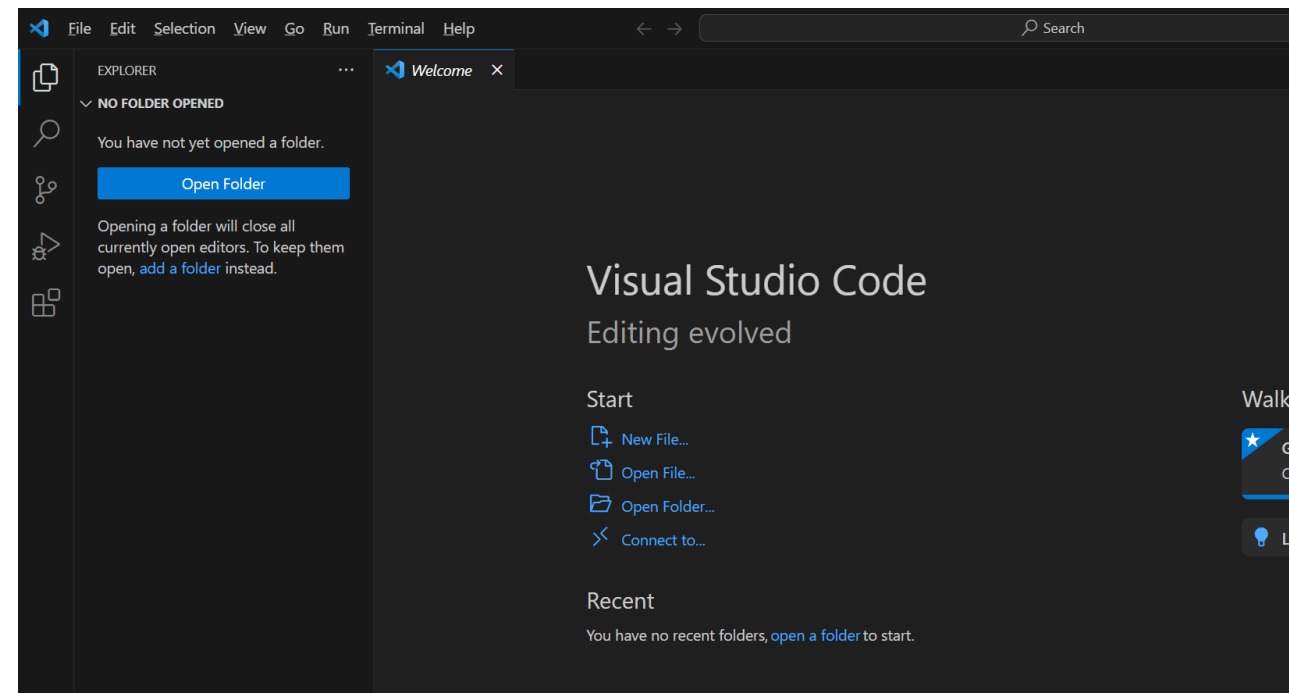 File Edit Selection View Go Run Terminal Help
Search
EXPLORER
Welcome
NO FOLDER OPENED
You have not yet opened a folder.
Open Folder
Opening a folder will close all
currently open editors. To keep them
open, add a folder instead.
Visual Studio Code
Editing evolved
Start
New File...
Open File...
Open Folder...
Connect to...
Recent
You have no recent folders, open a folder to start.
Walk